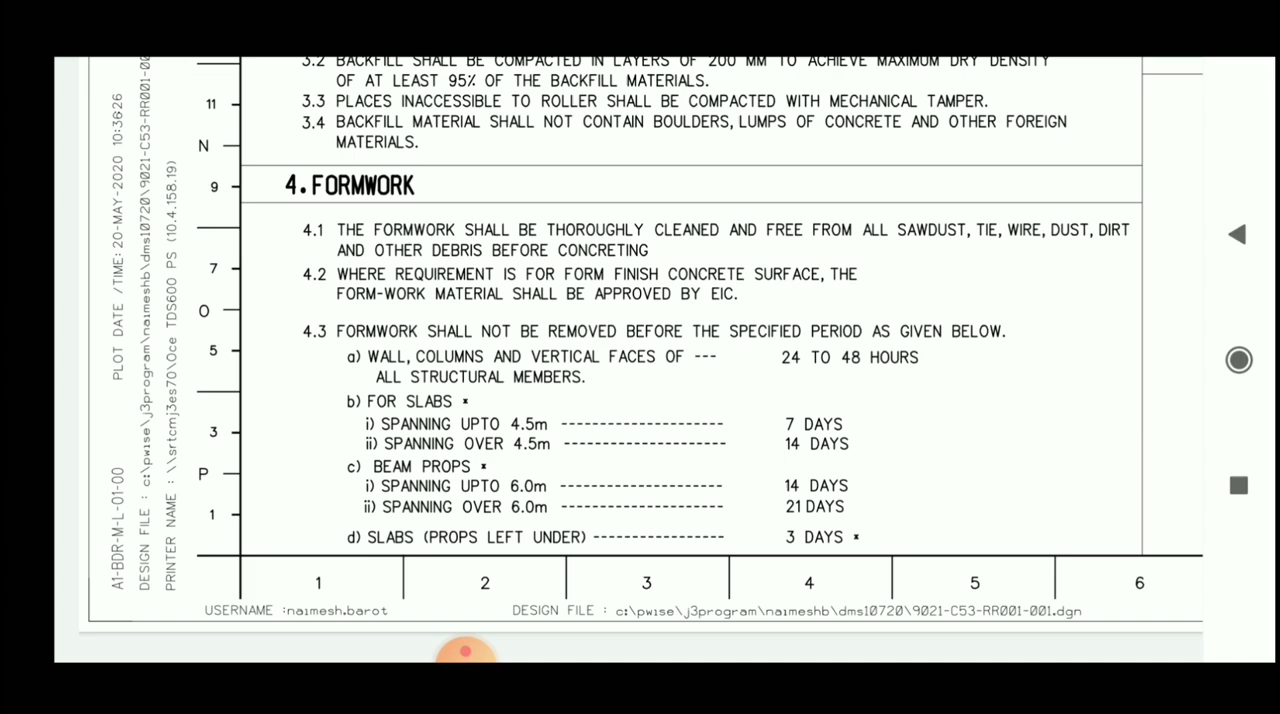 3.2 BACKFILL SHALL BE COMPACTED IN LAYERS OF 200 MM TO ACHIEVE MAXIMUM DRY DENSITY
OF AT LEAST 95% OF THE BACKFILL MATERIALS.
3.3 PLACES INACCESSIBLE TO ROLLER SHALL BE COMPACTED WITH MECHANICAL TAMPER.
3.4 BACKFILL MATERIAL SHALL NOT CONTAIN BOULDERS, LUMPS OF CONCRETE AND OTHER FOREIGN
MATERIALS.
4. FORMWORK
4.1 THE FORMWORK SHALL BE THOROUGHLY CLEANED AND FREE FROM ALL SAWDUST, TIE, WIRE, DUST, DIRT
AND OTHER DEBRIS BEFORE CONCRETING
4.2 WHERE REQUIREMENT IS FOR FORM FINISH CONCRETE SURFACE, THE
FORM-WORK MATERIAL SHALL BE APPROVED BY EIC.
4.3 FORMWORK SHALL NOT BE REMOVED BEFORE THE SPECIFIED PERIOD AS GIVEN BELOW.
a) WALL, COLUMNS AND VERTICAL FACES OF --- 24 TO 48 HOURS
ALL STRUCTURAL MEMBERS.
b) FOR SLABS *
i) SPANNING UPTO 4.5m --------------------- 7 DAYS
ii) SPANNING OVER 4.5m --------------------- 14 DAYS
c) BEAM PROPS *
i) SPANNING UPTO 6.0m --------------------- 14 DAYS
ii) SPANNING OVER 6.0m --------------------- 21 DAYS
d) SLABS (PROPS LEFT UNDER) ----------------- 3 DAYS *
11
N
9
7
O
5
3
P
1
1 2 3 4 5 6
USERNAME :naimesh.barot DESIGN FILE : c:\pwise\j3program\naimeshb\dms10720\9021-C53-RR001-001.dgn
A1-BDR-M-L-01-00 PLOT DATE /TIME: 20-MAY-2020 10:36:26
DESIGN FILE : c:\pwise\j3program\naimeshb\dms10720\9021-C53-RR001-00
PRINTER NAME : \\srtcmj3es70\Oce TDS600 PS (10.4.158.19)